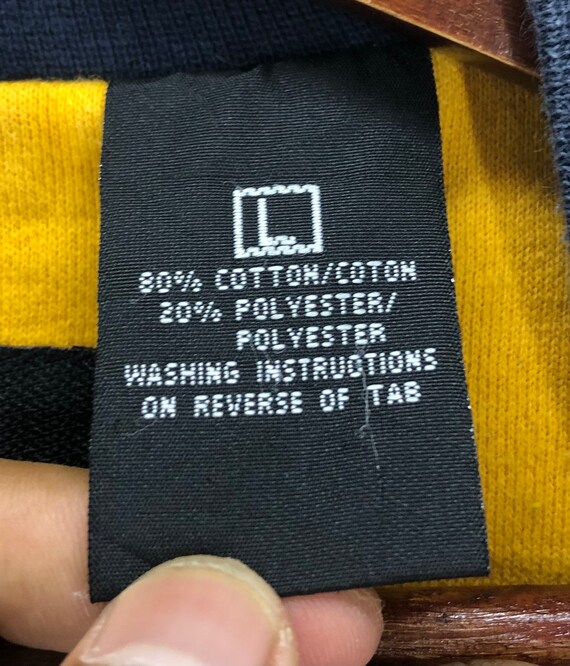 L
80% COTTON/COTON
20% POLYESTER/
POLYESTER
WASHING INSTRUCTIONS
ON REVERSE OF TAB